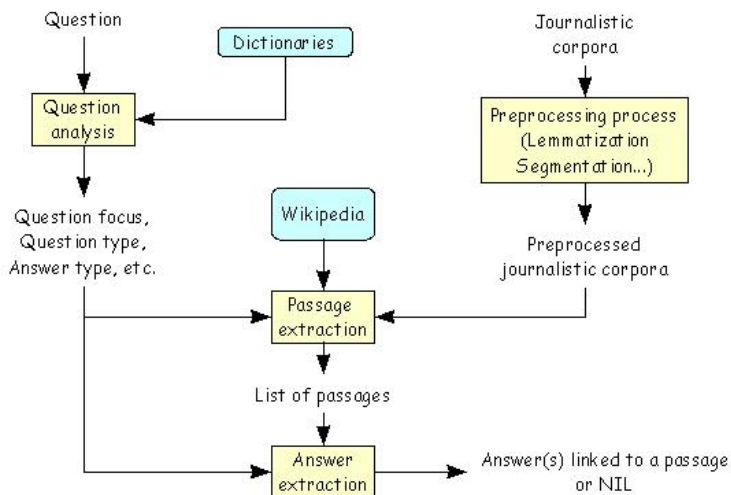 Question
Dictionaries
Journalistic
corpora
Question
analysis
Preprocessing process
(Lemmatization
Segmentation...)
Question focus,
Question type,
Answer type, etc.
Wikipedia
Preprocessed
journalistic corpora
Passage
extraction
List of passages
Answer
extraction
Answer(s) linked to a passage
or NIL